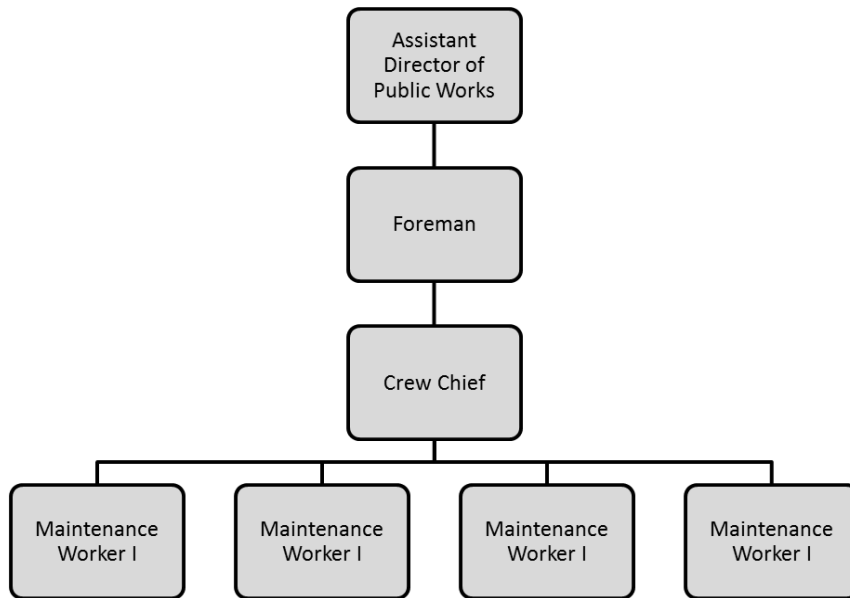 Assistant
Director of
Public Works
Foreman
Crew Chief
Maintenance
Worker I
Maintenance
Worker I
Maintenance
Worker I
Maintenance
Worker I